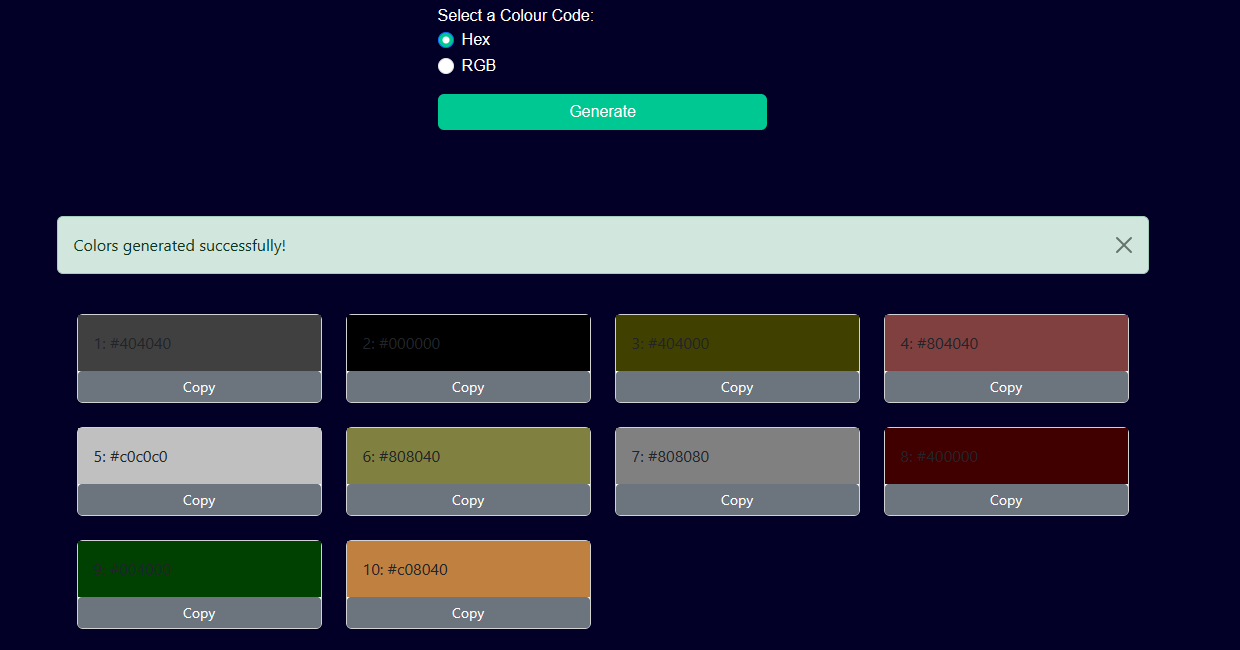 Select a Colour Code:
Hex
RGB
Generate
Colors generated successfully!
1: #404040
2: #000000
3: #404000
4: #804040
Copy
Copy
Copy
Copy
5: #c0c0c0
6: #808040
7: #808080
8: #400000
Copy
Copy
Copy
Copy
9: #004000
10: #c08040
Copy
Copy